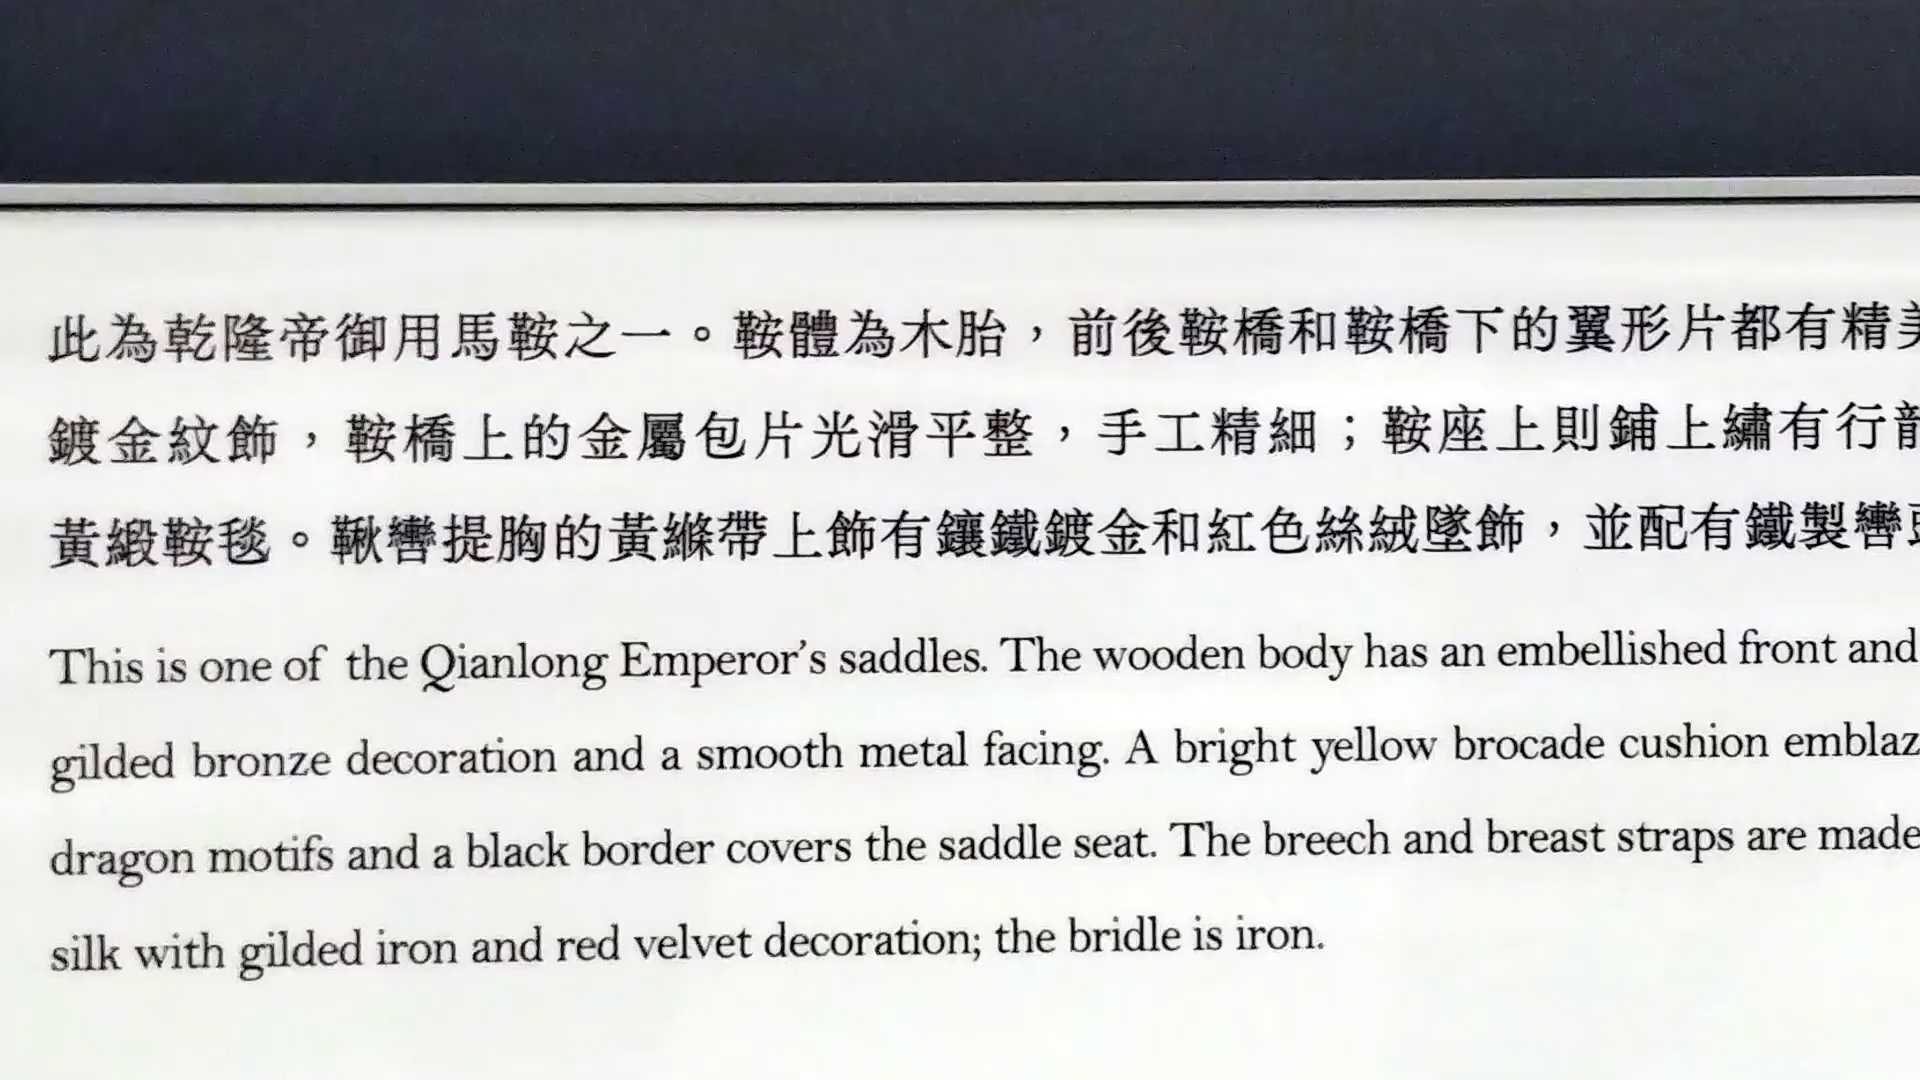 此為乾隆帝御用馬鞍之一。鞍體為木胎，前後鞍橋和鞍橋下的翼形片都有精美
鍍金紋飾，鞍橋上的金屬包片光滑平整，手工精細；鞍座上則鋪上繡有行龍
黃緞鞍毯。鞦轡提胸的黃縧帶上飾有鑲鐵鍍金和紅色絲絨墜飾，並配有鐵製轡
This is one of the Qianlong Emperor's saddles. The wooden body has an embellished front and
gilded bronze decoration and a smooth metal facing. A bright yellow brocade cushion emblaz
dragon motifs and a black border covers the saddle seat. The breech and breast straps are made
silk with gilded iron and red velvet decoration; the bridle is iron.